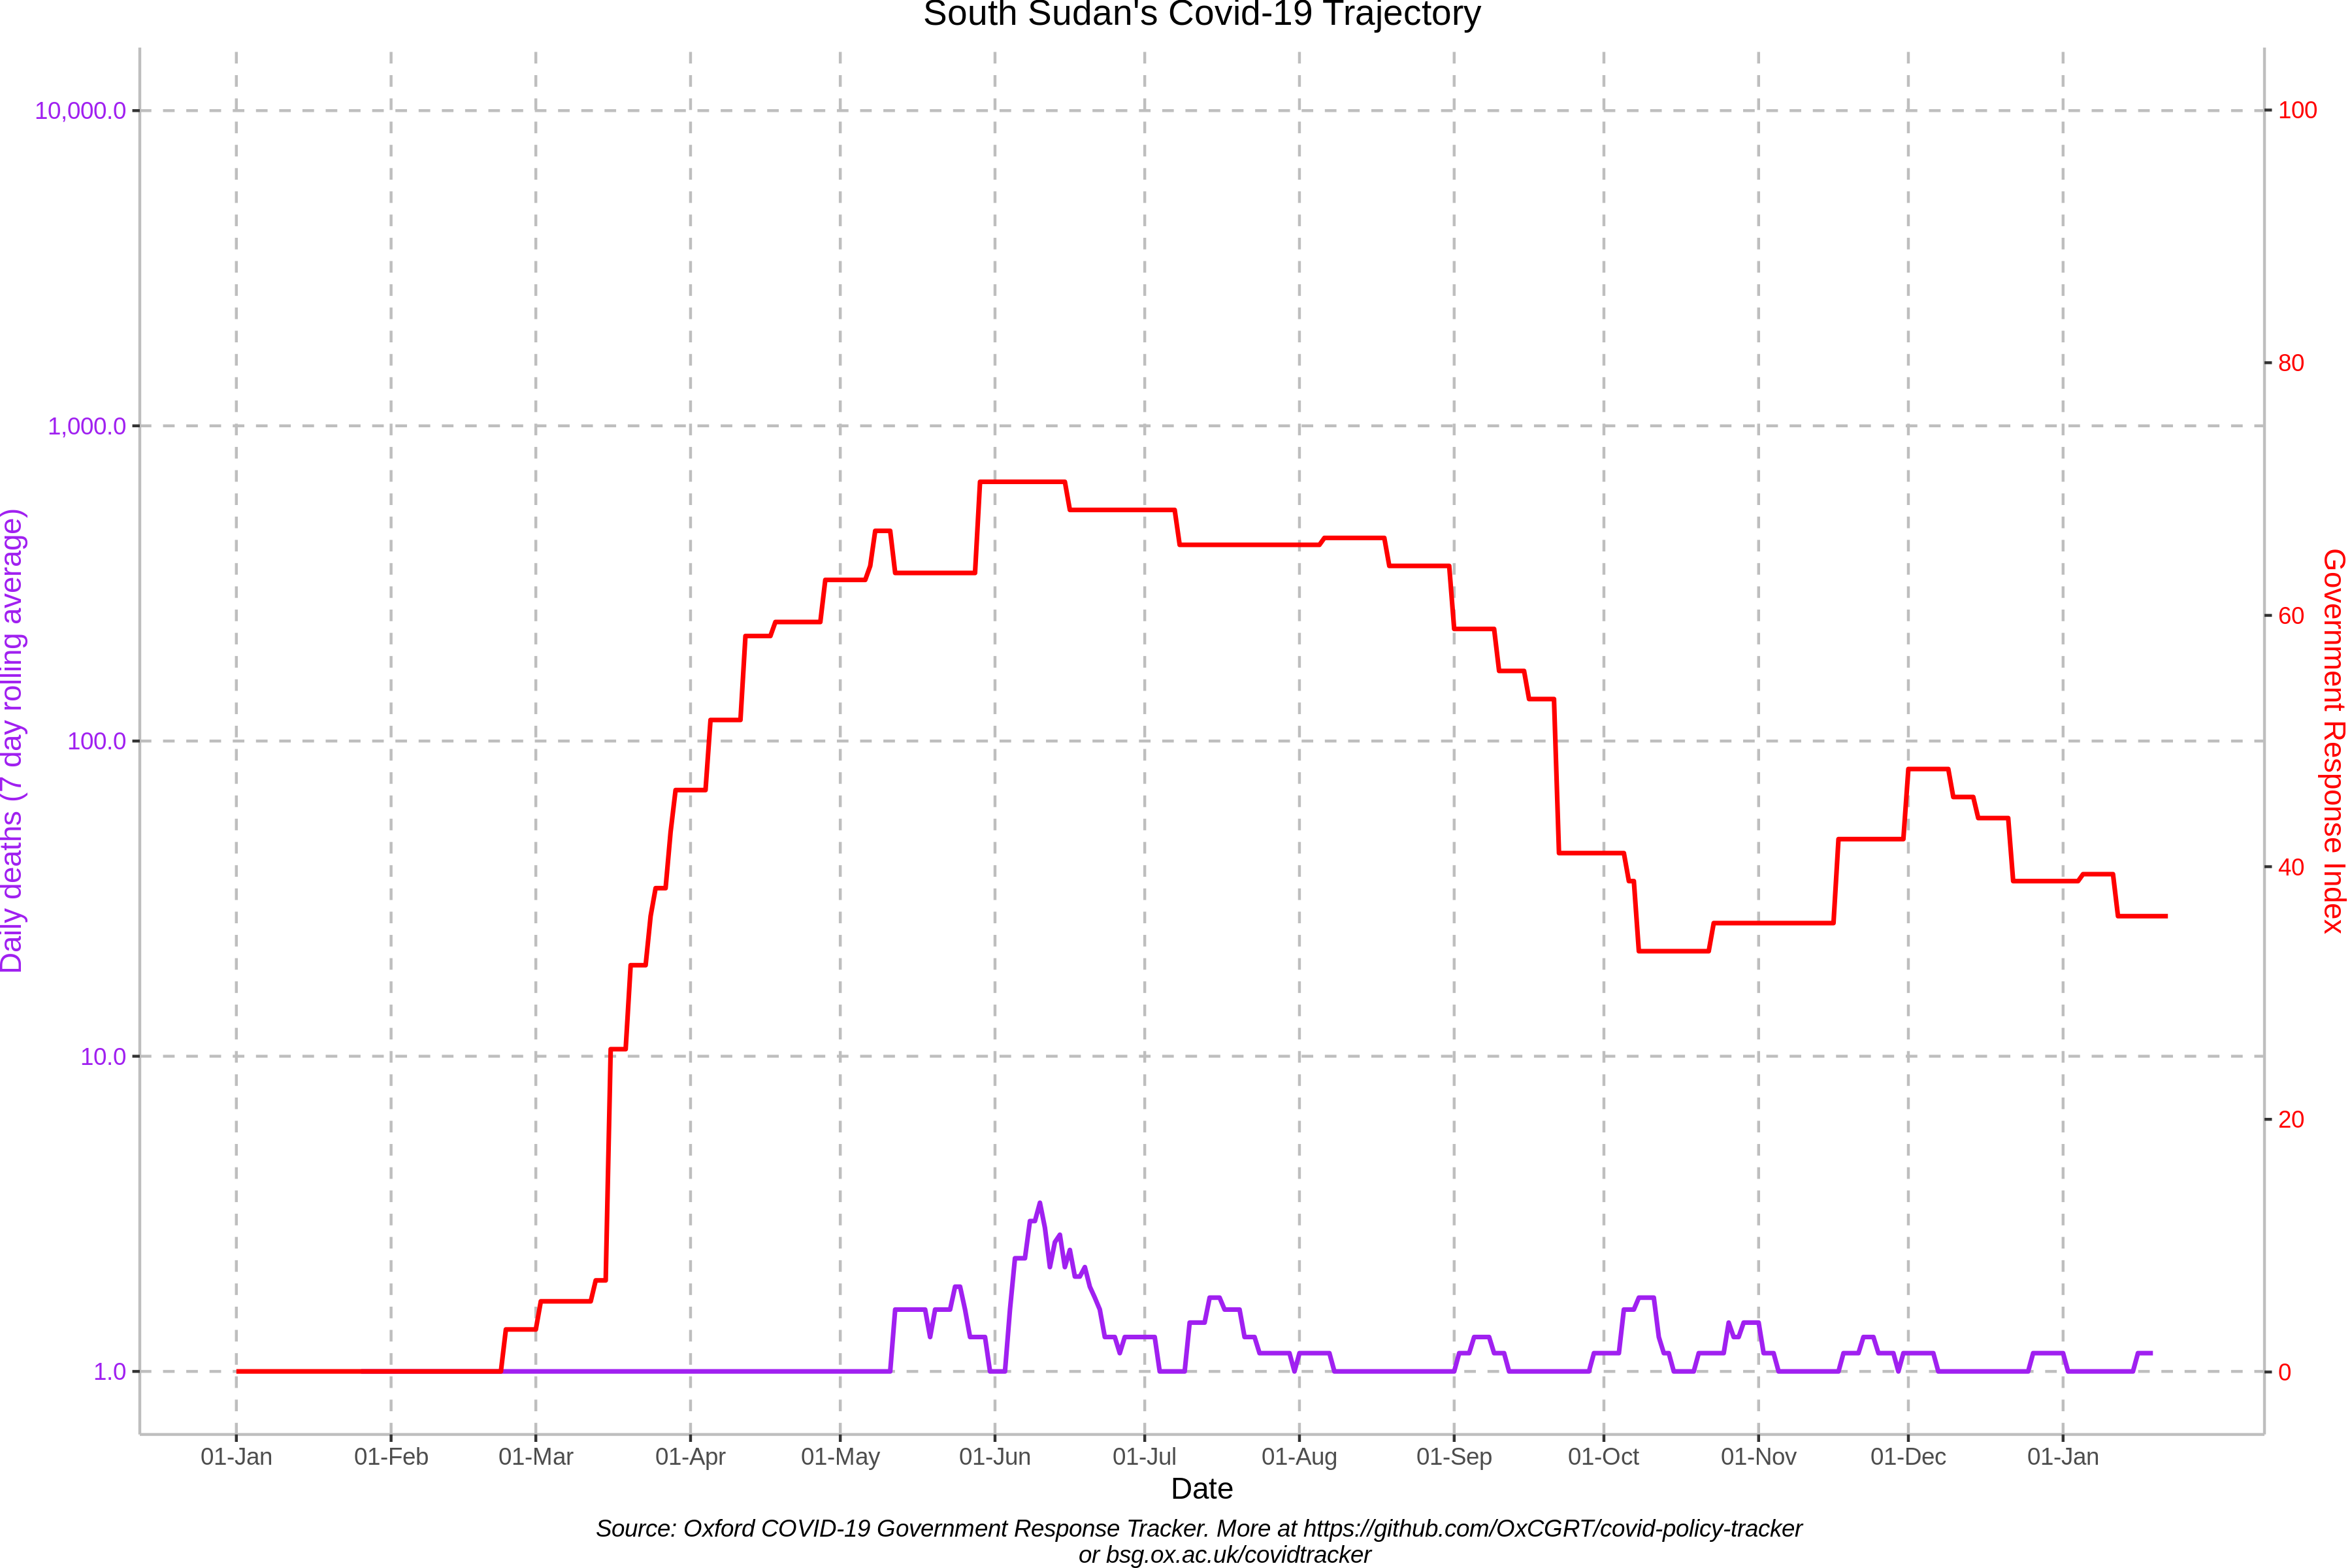 South Sudan's Covid-19 Trajectory
10,000.0
1,000.0
100.0
10.0
1.0
Daily deaths (7 day rolling average)
100
80
60
40
20
0
Government Response Index
01-Jan 01-Feb 01-Mar 01-Apr 01-May 01-Jun 01-Jul 01-Aug 01-Sep 01-Oct 01-Nov 01-Dec 01-Jan
Date
Source: Oxford COVID-19 Government Response Tracker. More at https://github.com/OxCGRT/covid-policy-tracker
or bsg.ox.ac.uk/covidtracker